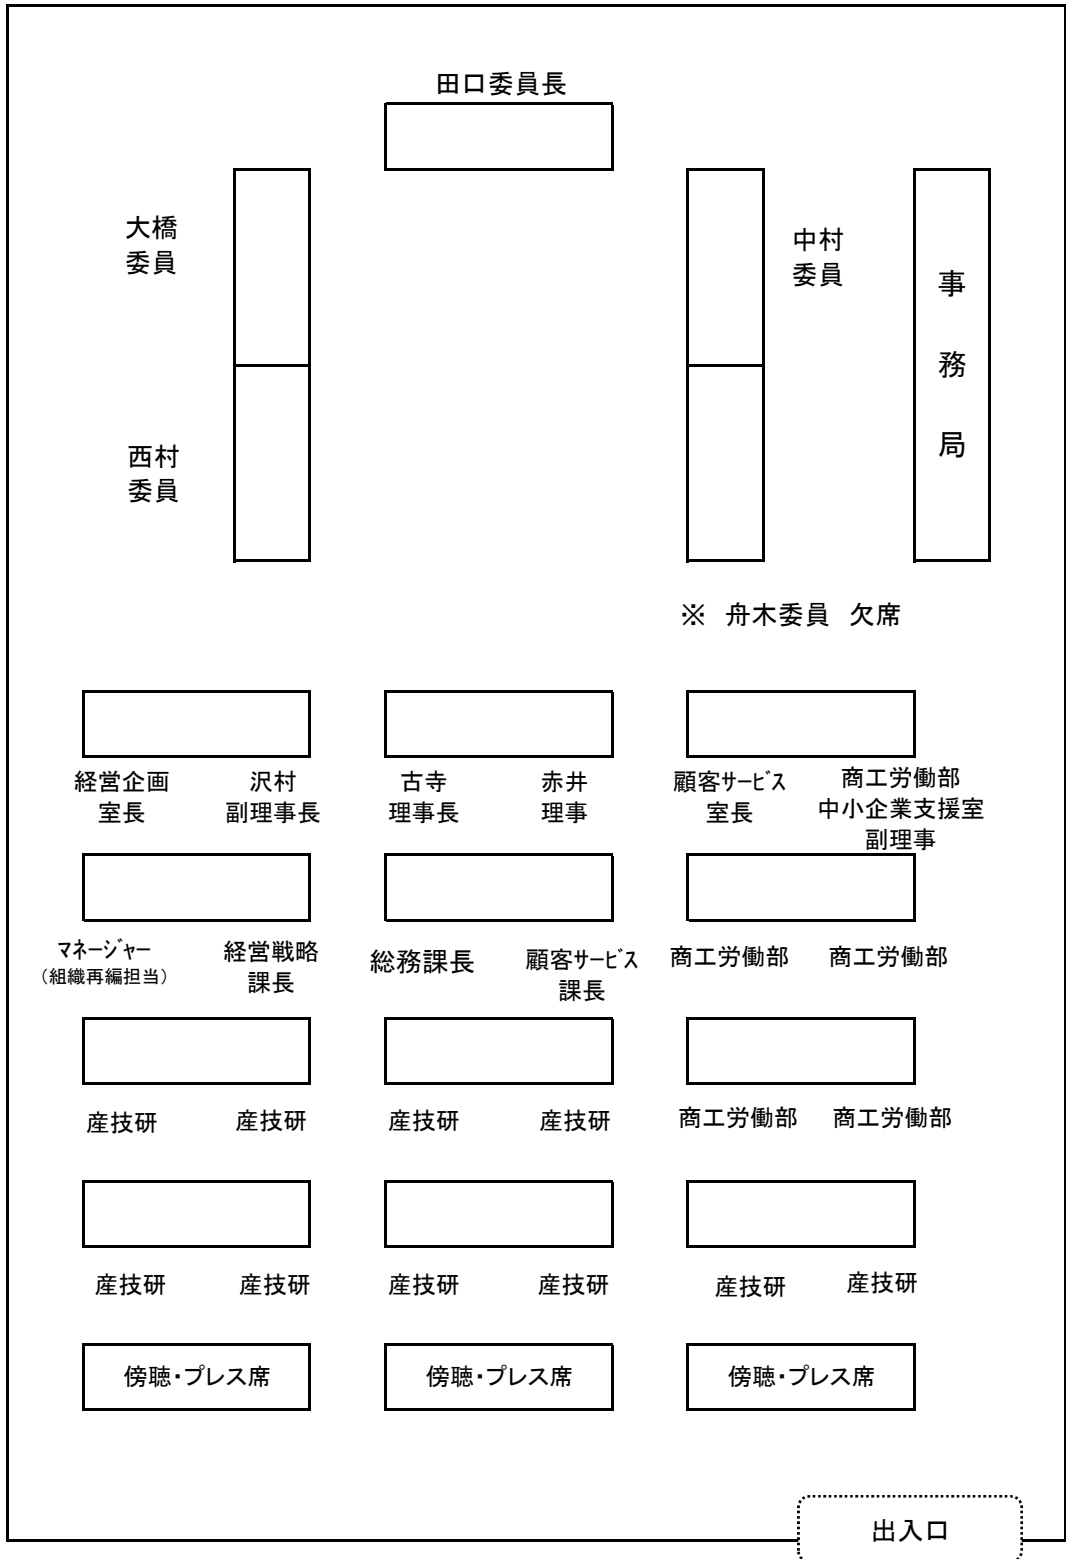 田口委員長
大橋
委員
中村
委員
事
務
局
西村
委員
※　舟木委員　欠席
経営企画
室長
沢村
副理事長
古寺
理事長
赤井
理事
顧客ｻｰﾋﾞｽ
室長
商工労働部
中小企業支援室
副理事
ﾏﾈｰｼﾞｬｰ
（組織再編担当）
経営戦略
課長
総務課長
顧客ｻｰﾋﾞｽ
課長
商工労働部
商工労働部
産技研
産技研
産技研
産技研
商工労働部
商工労働部
産技研
産技研
産技研
産技研
産技研
産技研
傍聴・プレス席
傍聴・プレス席
傍聴・プレス席
出入口